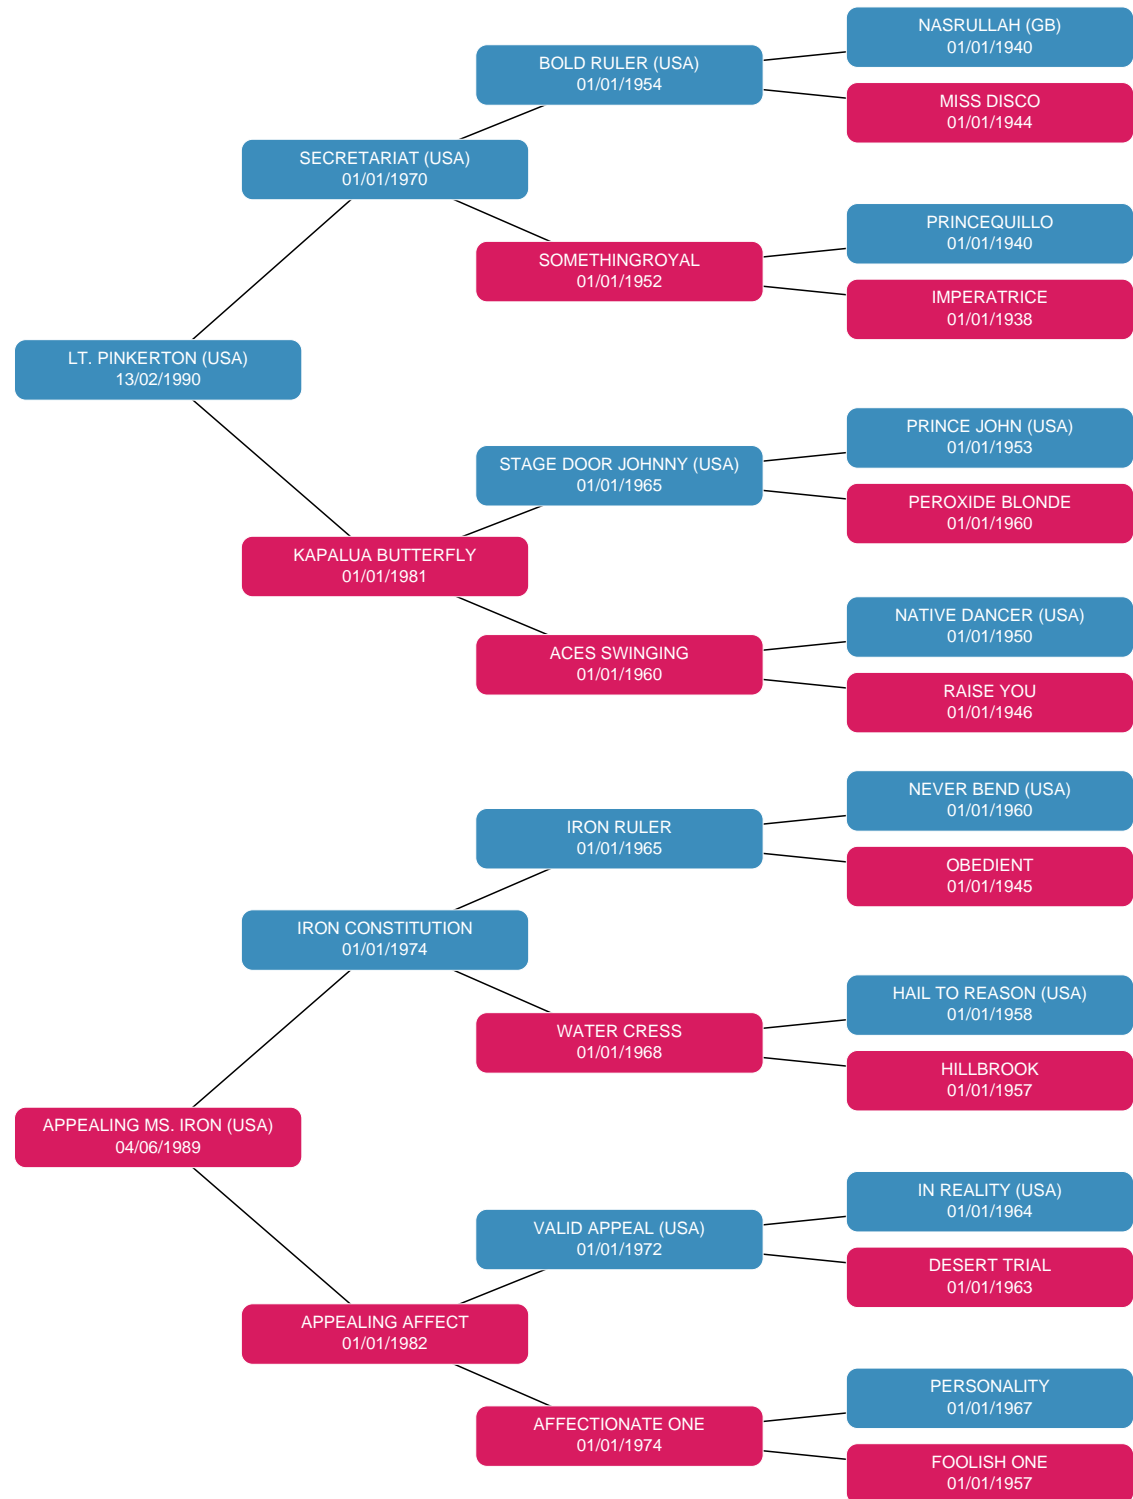 NASRULLAH (GB)
01/01/1940
BOLD RULER (USA)
01/01/1954
MISS DISCO
01/01/1944
SECRETARIAT (USA)
01/01/1970
PRINCEQUILLO
01/01/1940
SOMETHINGROYAL
01/01/1952
IMPERATRICE
01/01/1938
LT. PINKERTON (USA)
13/02/1990
PRINCE JOHN (USA)
01/01/1953
STAGE DOOR JOHNNY (USA)
01/01/1965
PEROXIDE BLONDE
01/01/1960
KAPALUA BUTTERFLY
01/01/1981
NATIVE DANCER (USA)
01/01/1950
ACES SWINGING
01/01/1960
RAISE YOU
01/01/1946
NEVER BEND (USA)
01/01/1960
IRON RULER
01/01/1965
OBEDIENT
01/01/1945
IRON CONSTITUTION
01/01/1974
HAIL TO REASON (USA)
01/01/1958
WATER CRESS
01/01/1968
HILLBROOK
01/01/1957
APPEALING MS. IRON (USA)
04/06/1989
IN REALITY (USA)
01/01/1964
VALID APPEAL (USA)
01/01/1972
DESERT TRIAL
01/01/1963
APPEALING AFFECT
01/01/1982
PERSONALITY
01/01/1967
AFFECTIONATE ONE
01/01/1974
FOOLISH ONE
01/01/1957